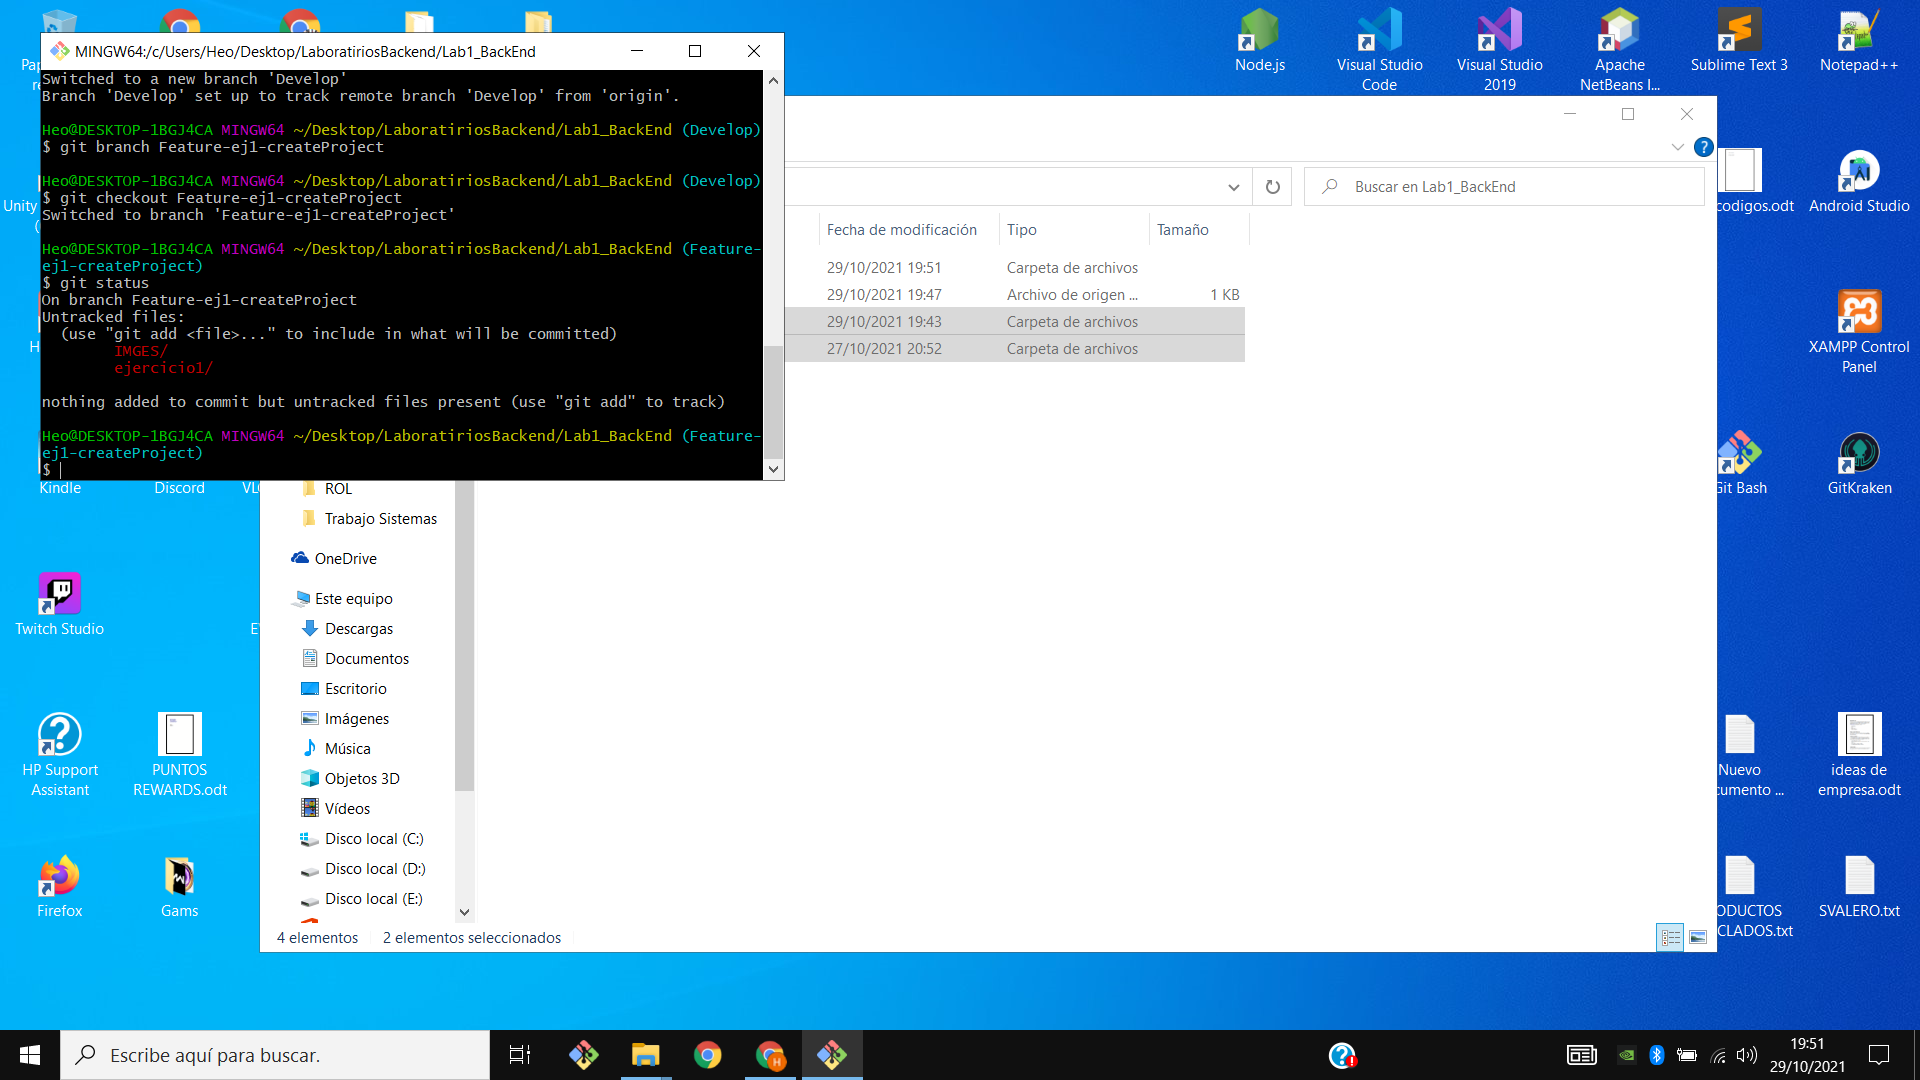 MINGW64:/c/Users/Heo/Desktop/LaboratiriosBackend/Lab1_BackEnd
Switched to a new branch 'Develop'
Branch 'Develop' set up to track remote branch 'Develop' from 'origin'.
Heo@DESKTOP-1BGJ4CA MINGW64 ~/Desktop/LaboratiriosBackend/Lab1_BackEnd (Develop)
$ git branch Feature-ej1-createProject
Heo@DESKTOP-1BGJ4CA MINGW64 ~/Desktop/LaboratiriosBackend/Lab1_BackEnd (Develop)
$ git checkout Feature-ej1-createProject
Switched to branch 'Feature-ej1-createProject'
Heo@DESKTOP-1BGJ4CA MINGW64 ~/Desktop/LaboratiriosBackend/Lab1_BackEnd (Feature-
ej1-createProject)
$ git status
On branch Feature-ej1-createProject
Untracked files:
(use "git add <file>..." to include in what will be committed)
IMGES/
ejercicio1/
nothing added to commit but untracked files present (use "git add" to track)
Heo@DESKTOP-1BGJ4CA MINGW64 ~/Desktop/LaboratiriosBackend/Lab1_BackEnd (Feature-
ej1-createProject)
$
Buscar en Lab1_BackEnd
Fecha de modificación Tipo Tamaño
29/10/2021 19:51 Carpeta de archivos
29/10/2021 19:47 Archivo de origen ... 1 KB
29/10/2021 19:43 Carpeta de archivos
27/10/2021 20:52 Carpeta de archivos
ROL
Trabajo Sistemas
OneDrive
Este equipo
Descargas
Documentos
Escritorio
Imágenes
Música
Objetos 3D
Vídeos
Disco local (C:)
Disco local (D:)
Disco local (E:)
4 elementos 2 elementos seleccionados
Node.js
Visual Studio
Code
Visual Studio
2019
Apache
NetBeans I...
Sublime Text 3
Notepad++
codigos.odt
Android Studio
XAMPP Control
Panel
Git Bash
GitKraken
Nuevo
cumento ...
ideas de
empresa.odt
ODUCTOS
CLADOS.txt
SVALERO.txt
Unity
Kindle
Discord
VLC
Twitch Studio
HP Support
Assistant
PUNTOS
REWARDS.odt
Firefox
Gams
Escribe aquí para buscar.
19:51
29/10/2021